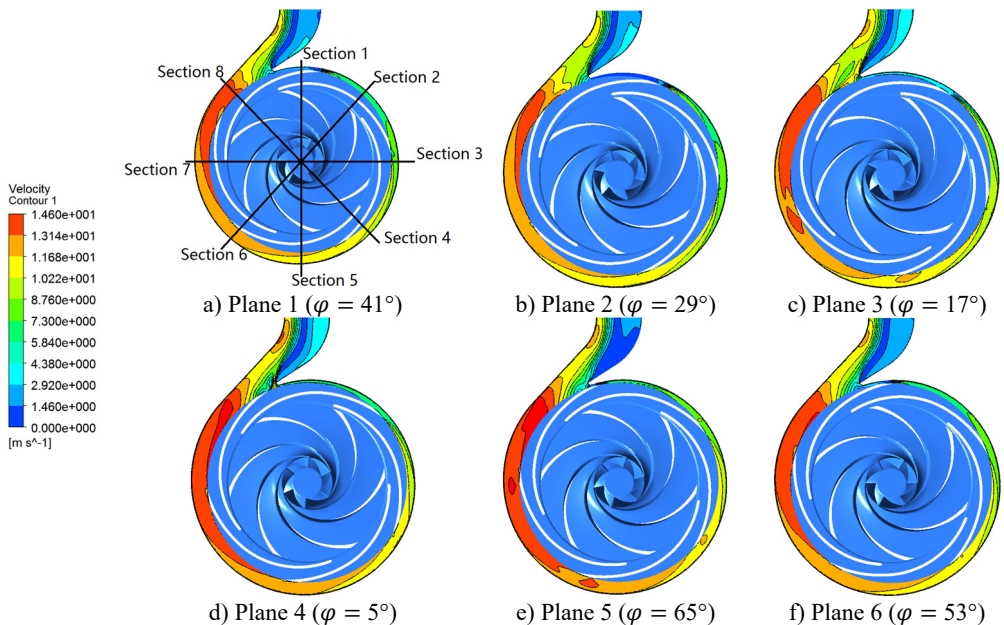 Section 1
Section 2
Section 8
Section 3
Section 7
Section 4
Section 6
Section 5
Velocity
Contour 1
1.460e+001
1.314e+001
1.168e+001
1.022e+001
8.760e+000
7.300e+000
5.840e+000
4.380e+000
2.920e+000
1.460e+000
0.000e+000
[m s^-1]
a) Plane 1 (φ = 41°)
b) Plane 2 (φ = 29°)
c) Plane 3 (φ = 17°)
d) Plane 4 (φ = 5°)
e) Plane 5 (φ = 65°)
f) Plane 6 (φ = 53°)